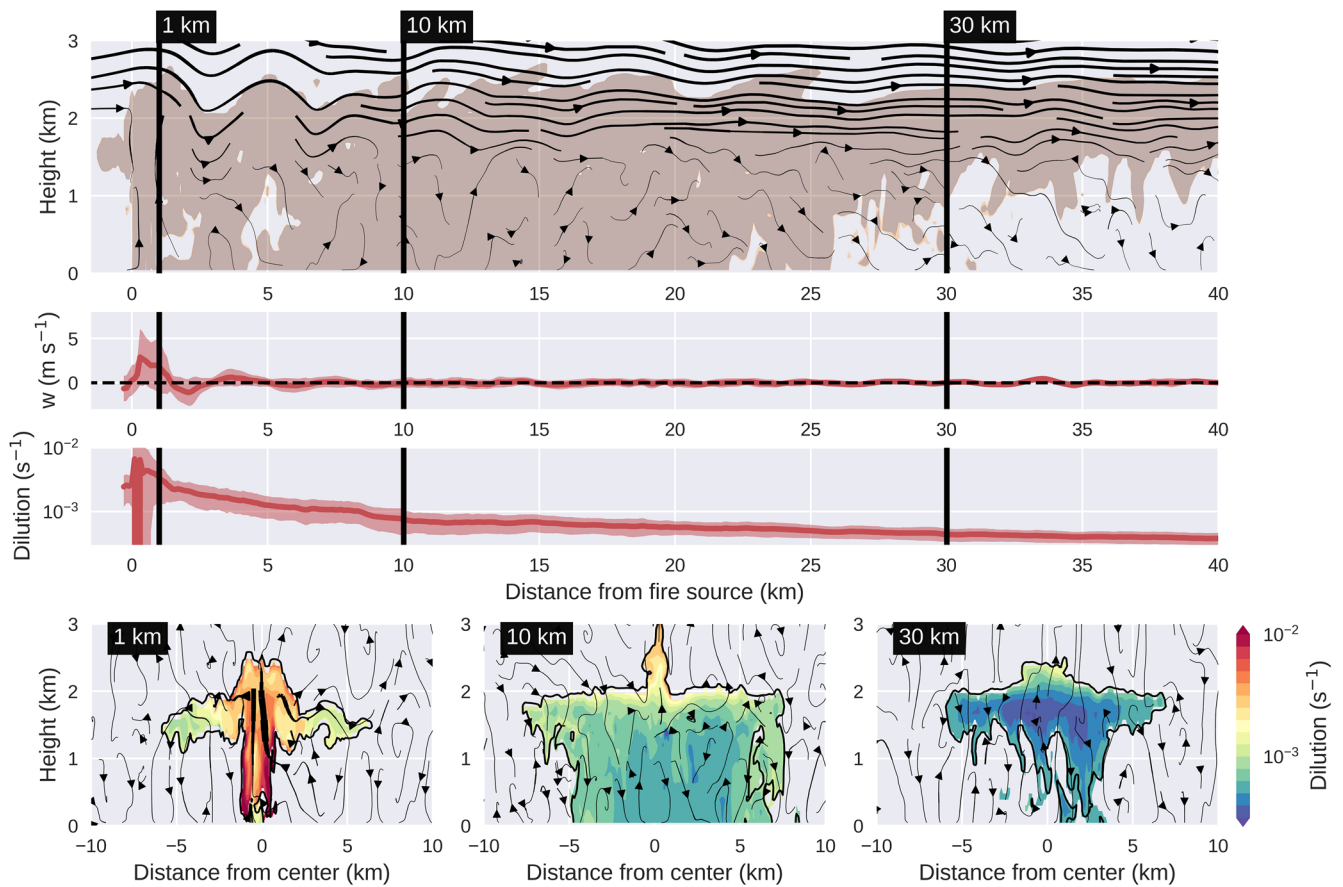 1 km 10 km 30 km
3
2
1
0
Height (km)
0 5 10 15 20 25 30 35 40
5
0
w (m s⁻¹)
0 5 10 15 20 25 30 35 40
10⁻²
10⁻³
Dilution (s⁻¹)
0 5 10 15 20 25 30 35 40
Distance from fire source (km)
1 km 10 km 30 km
3 3 3
2 2 2
1 1 1
0 0 0
Height (km)
−10 −5 0 5 10 −10 −5 0 5 10 −10 −5 0 5 10
Distance from center (km) Distance from center (km) Distance from center (km)
10⁻²
10⁻³
Dilution (s⁻¹)